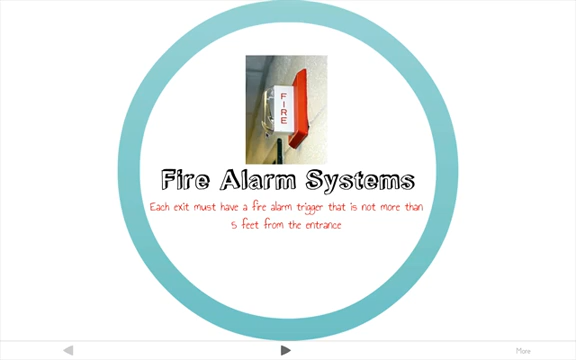 FIRE
Fire Alarm Systems
Each exit must have a fire alarm trigger that is not more than
5 feet from the entrance
More